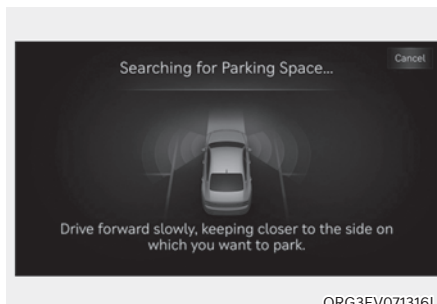 Cancel
Searching for Parking Space...
Drive forward slowly, keeping closer to the side on
which you want to park.
ORG3EV071316L